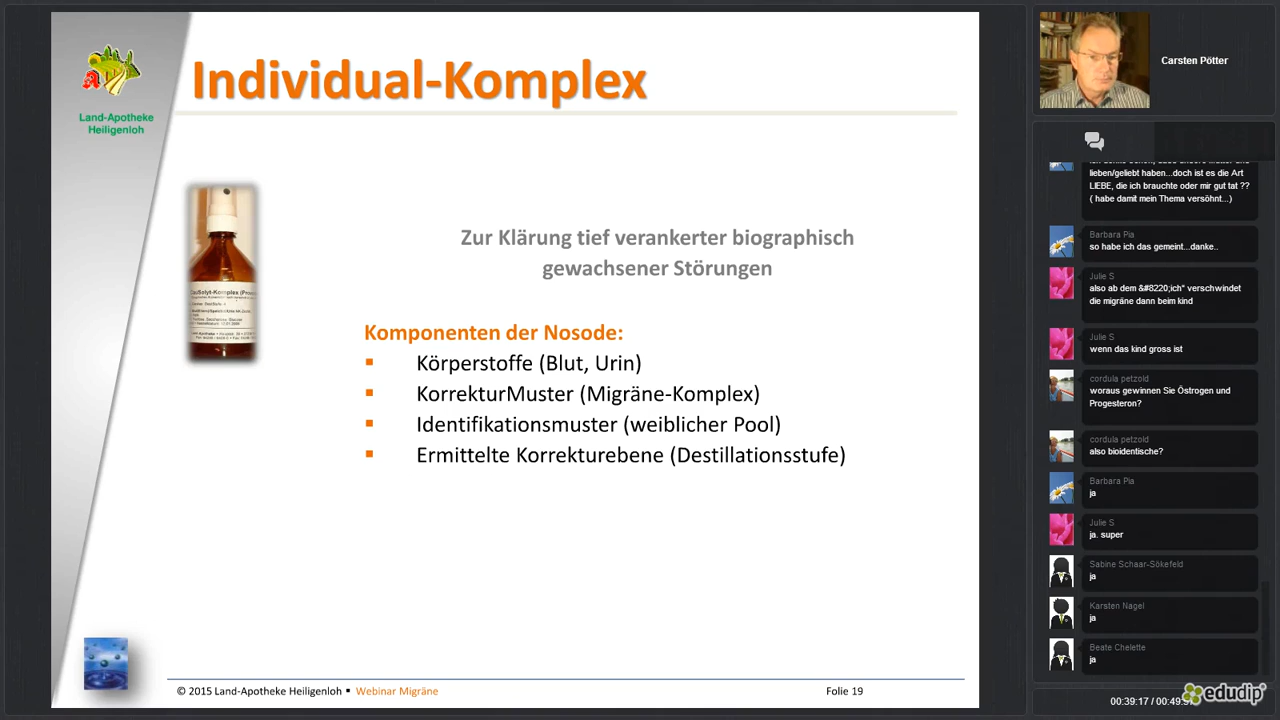 Individual-Komplex
Land-Apotheke
Heiligenloh
Zur Klärung tief verankerter biographisch
gewachsener Störungen
Komponenten der Nosode:
▪ Körperstoffe (Blut, Urin)
▪ KorrekturMuster (Migräne-Komplex)
▪ Identifikationsmuster (weiblicher Pool)
▪ Ermittelte Korrekturebene (Destillationsstufe)
© 2015 Land-Apotheke Heiligenloh ▪ Webinar Migräne
Folie 19
Carsten Pötter
lieben/geliebt haben...doch ist es die Art
LIEBE, die ich brauchte oder mir gut tat ??
( habe damit mein Thema versöhnt...)
Barbara Pia
so habe ich das gemeint...danke..
Julie S
also ab dem &#8220;ich" verschwindet
die migräne dann beim kind
Julie S
wenn das kind gross ist
cordula petzold
woraus gewinnen Sie Östrogen und
Progesteron?
cordula petzold
also bioidentische?
Barbara Pia
ja
Julie S
ja. super
Sabine Schaar-Sökefeld
ja
Karsten Nagel
ja
Beate Chelette
ja
00:39:17 / 00:49:
edudip